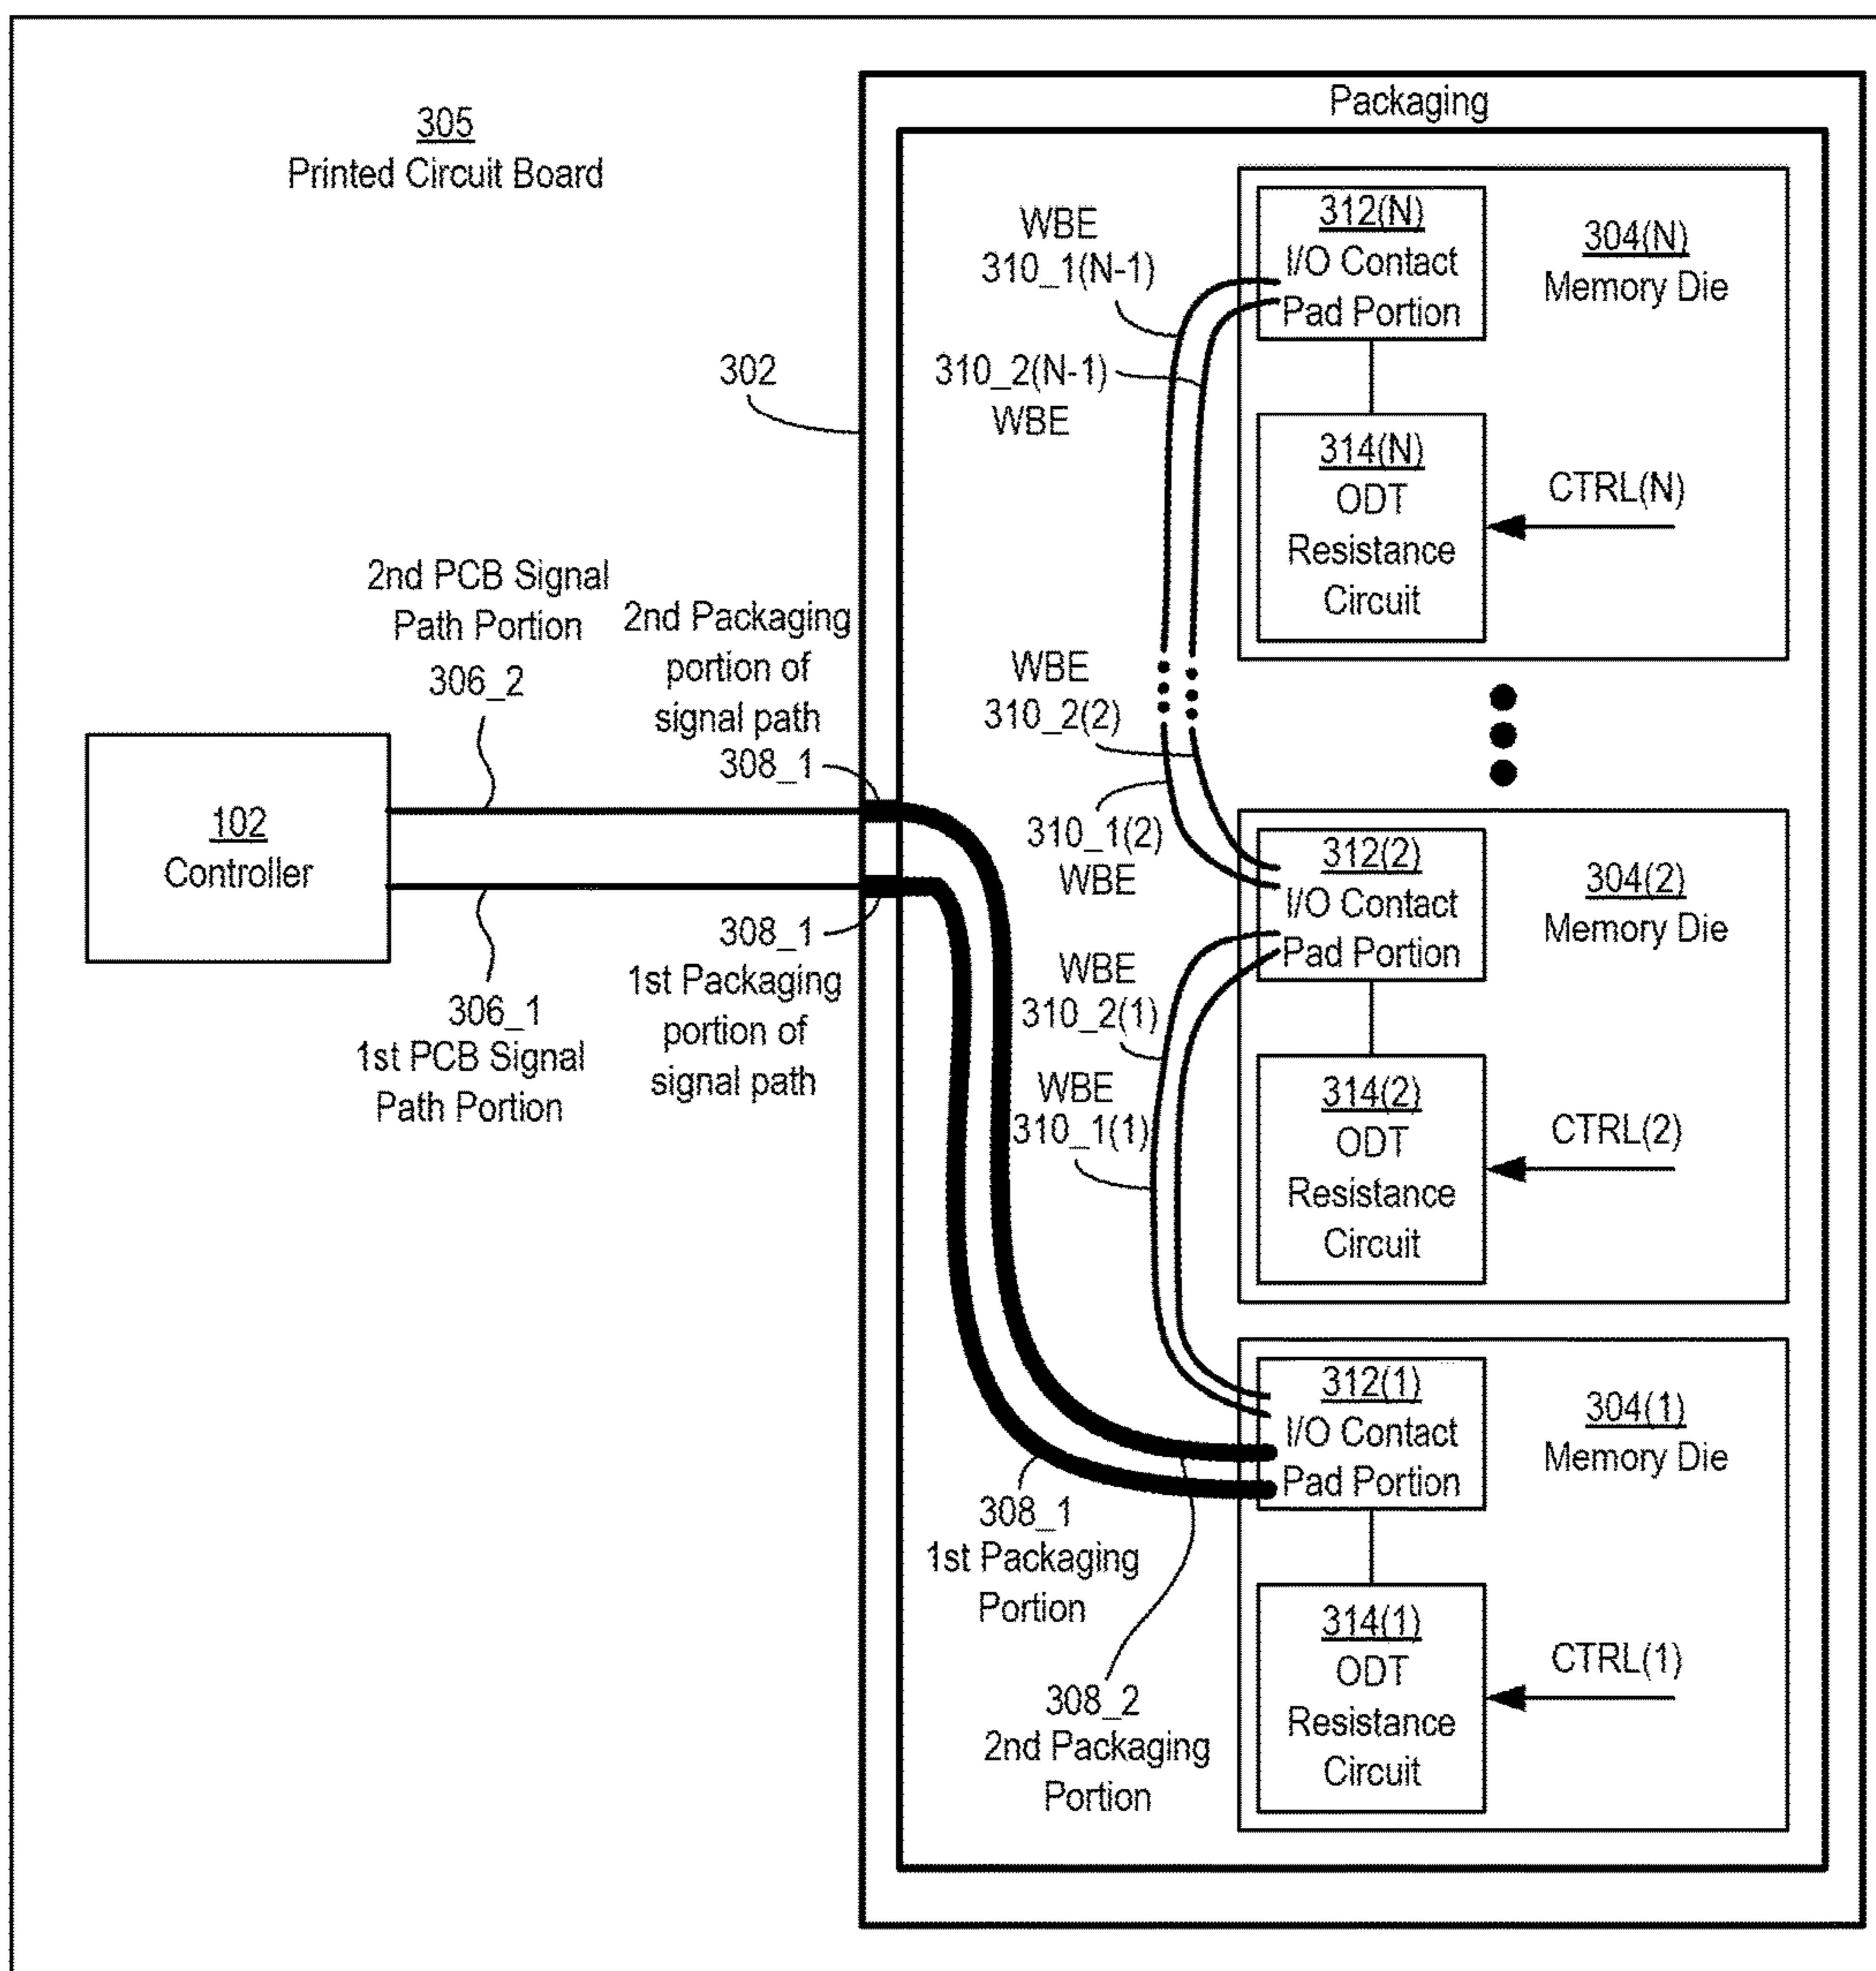 305
Printed Circuit Board
Packaging
302
WBE
310_1(N-1)
310_2(N-1)
WBE
312(N)
I/O Contact
Pad Portion
304(N)
Memory Die
314(N)
ODT
Resistance
Circuit
CTRL(N)
2nd PCB Signal
Path Portion
306_2
2nd Packaging
portion of
signal path
308_1
WBE
310_2(2)
310_1(2)
WBE
102
Controller
306_1
1st PCB Signal
Path Portion
308_1
1st Packaging
portion of
signal path
312(2)
I/O Contact
Pad Portion
304(2)
Memory Die
WBE
310_2(1)
WBE
310_1(1)
314(2)
ODT
Resistance
Circuit
CTRL(2)
312(1)
I/O Contact
Pad Portion
304(1)
Memory Die
308_1
1st Packaging
Portion
308_2
2nd Packaging
Portion
314(1)
ODT
Resistance
Circuit
CTRL(1)